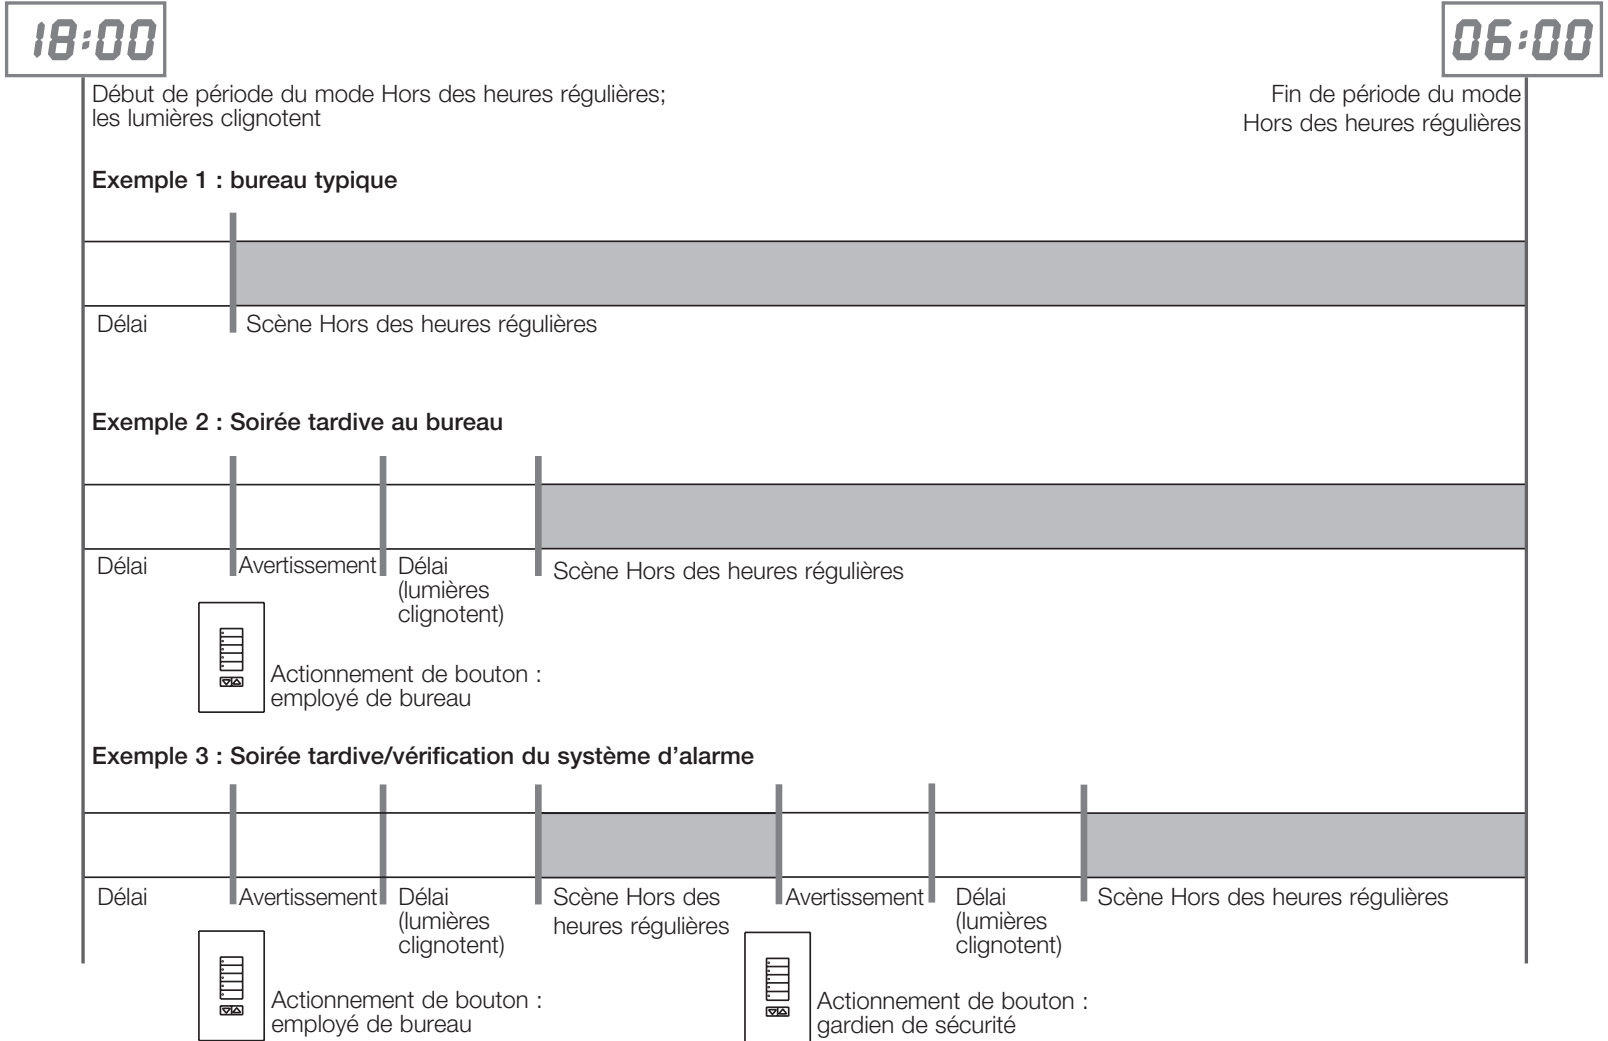 18:00
06:00
Début de période du mode Hors des heures régulières;
les lumières clignotent
Fin de période du mode
Hors des heures régulières
Exemple 1 : bureau typique
Délai
Scène Hors des heures régulières
Exemple 2 : Soirée tardive au bureau
Délai
Avertissement
Délai
(lumières
clignotent)
Scène Hors des heures régulières
Actionnement de bouton :
employé de bureau
Exemple 3 : Soirée tardive/vérification du système d’alarme
Délai
Avertissement
Délai
(lumières
clignotent)
Scène Hors des
heures régulières
Avertissement
Délai
(lumières
clignotent)
Scène Hors des heures régulières
Actionnement de bouton :
employé de bureau
Actionnement de bouton :
gardien de sécurité